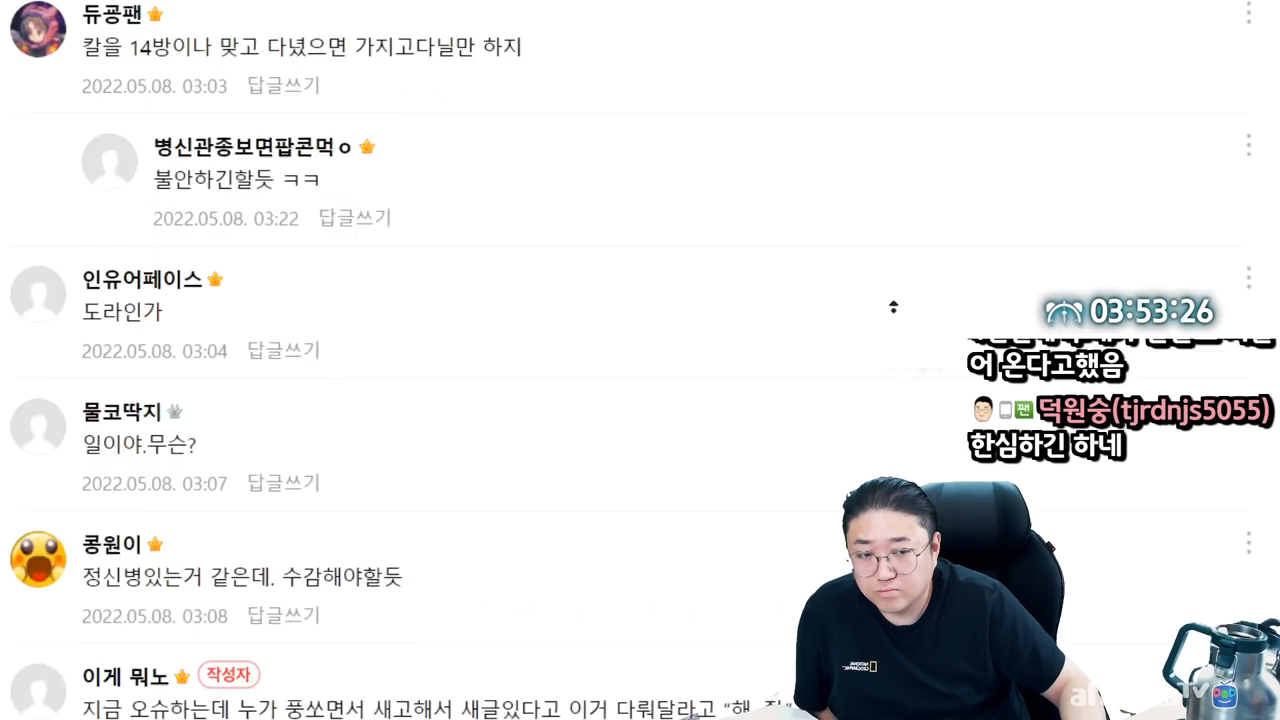 듀굥팬
칼을 14방이나 맞고 다녔으면 가지고다닐만 하지
2022.05.08. 03:03 답글쓰기
병신관종보면팝콘먹ㅇ
불안하긴할듯 ㅋㅋ
2022.05.08. 03:22 답글쓰기
인유어페이스
도라인가
2022.05.08. 03:04 답글쓰기
03:53:26
어 온다고했음
팬 덕원숭(tjrdnjs5055)
한심하긴 하네
물코딱지
일이야.무슨?
2022.05.08. 03:07 답글쓰기
콩원이
정신병있는거 같은데. 수감해야할듯
2022.05.08. 03:08 답글쓰기
이게 뭐노 작성자
지금 오슈하는데 누가 풍쏘면서 새고해서 새글있다고 이거 다뤄달라고 "해
NATIONAL
GEOGRAPHIC
TV